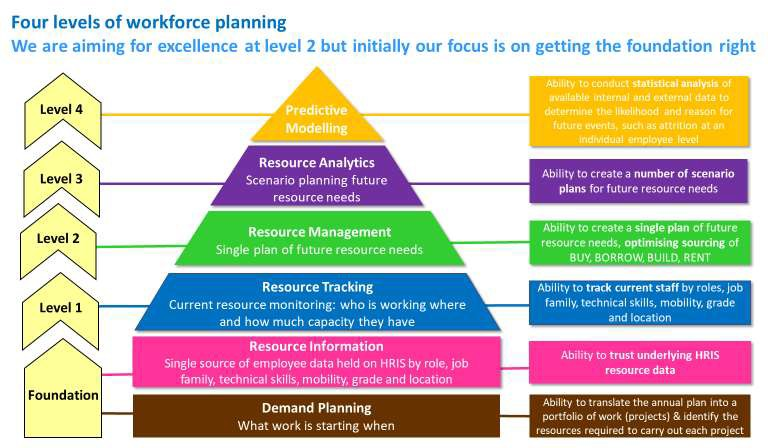 Four levels of workforce planning
We are aiming for excellence at level 2 but initially our focus is on getting the foundation right
Level 4
Predictive
Modelling
Ability to conduct statistical analysis of
available internal and external data to
determine the likelihood and reason for
future events, such as attrition at an
individual employee level
Level 3
Resource Analytics
Scenario planning future
resource needs
Ability to create a number of scenario
plans for future resource needs
Level 2
Resource Management
Single plan of future resource needs
Ability to create a single plan of future
resource needs, optimising sourcing of
BUY, BORROW, BUILD, RENT
Level 1
Resource Tracking
Current resource monitoring: who is working where
and how much capacity they have
Ability to track current staff by roles, job
family, technical skills, mobility, grade
and location
Foundation
Resource Information
Single source of employee data held on HRIS by role, job
family, technical skills, mobility, grade and location
Ability to trust underlying HRIS
resource data
Demand Planning
What work is starting when
Ability to translate the annual plan into a
portfolio of work (projects) & identify the
resources required to carry out each project